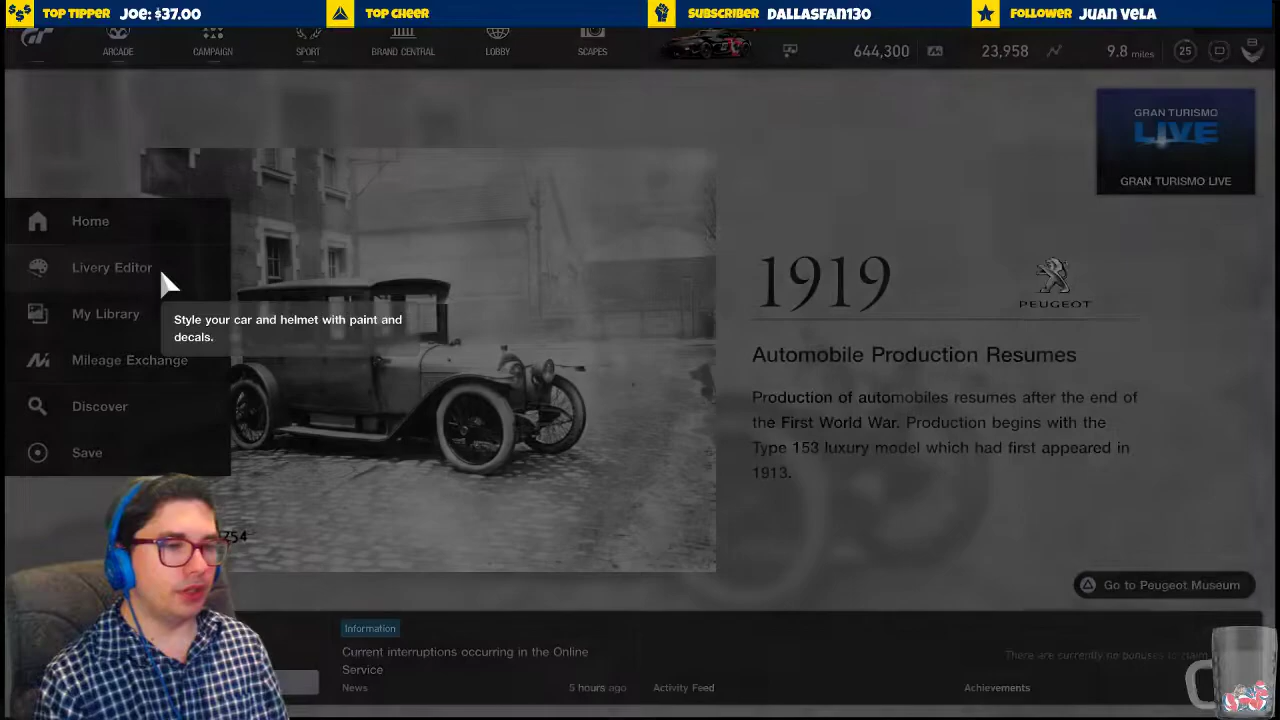 TOP TIPPER JOE: $37.00
TOP CHEER
SUBSCRIBER DALLASFAN130
FOLLOWER JUAN VELA
GT
ARCADE
CAMPAIGN
SPORT
BRAND CENTRAL
LOBBY
SCAPES
644,300
23,958
9.8 miles
25
GRAN TURISMO
LIVE
GRAN TURISMO LIVE
Home
Livery Editor
My Library
Mileage Exchange
Discover
Save
Style your car and helmet with paint and
decals.
1919
PEUGEOT
Automobile Production Resumes
Production of automobiles resumes after the end of
the First World War. Production begins with the
Type 153 luxury model which had first appeared in
1913.
754
Go to Peugeot Museum
Information
Current interruptions occurring in the Online
Service
News
5 hours ago
Activity Feed
There are currently no bonuses to claim
Achievements